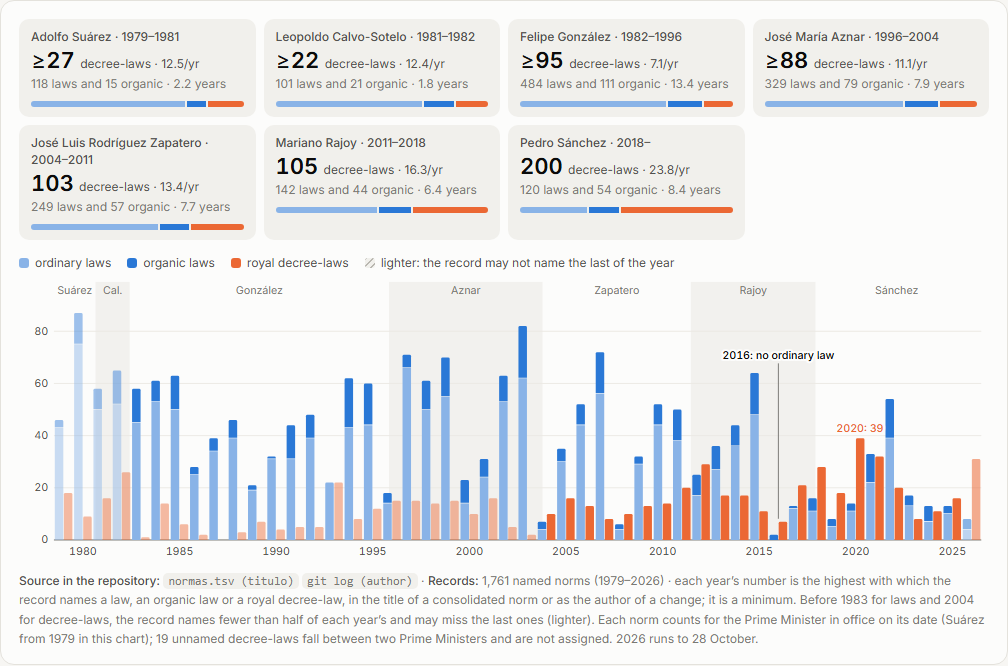 Adolfo Suárez · 1979–1981
≥27 decree-laws · 12.5/yr
118 laws and 15 organic · 2.2 years
Leopoldo Calvo-Sotelo · 1981–1982
≥22 decree-laws · 12.4/yr
101 laws and 21 organic · 1.8 years
Felipe González · 1982–1996
≥95 decree-laws · 7.1/yr
484 laws and 111 organic · 13.4 years
José María Aznar · 1996–2004
≥88 decree-laws · 11.1/yr
329 laws and 79 organic · 7.9 years
José Luis Rodríguez Zapatero ·
2004–2011
103 decree-laws · 13.4/yr
249 laws and 57 organic · 7.7 years
Mariano Rajoy · 2011–2018
105 decree-laws · 16.3/yr
142 laws and 44 organic · 6.4 years
Pedro Sánchez · 2018–
200 decree-laws · 23.8/yr
120 laws and 54 organic · 8.4 years
ordinary laws organic laws royal decree-laws lighter: the record may not name the last of the year
Suárez Cal. González Aznar Zapatero Rajoy Sánchez
80
2016: no ordinary law
60
2020: 39
40
20
0
1980 1985 1990 1995 2000 2005 2010 2015 2020 2025
Source in the repository: normas.tsv (titulo) git log (author) · Records: 1,761 named norms (1979–2026) · each year’s number is the highest with which the
record names a law, an organic law or a royal decree-law, in the title of a consolidated norm or as the author of a change; it is a minimum. Before 1983 for laws and 2004
for decree-laws, the record names fewer than half of each year’s and may miss the last ones (lighter). Each norm counts for the Prime Minister in office on its date (Suárez
from 1979 in this chart); 19 unnamed decree-laws fall between two Prime Ministers and are not assigned. 2026 runs to 28 October.